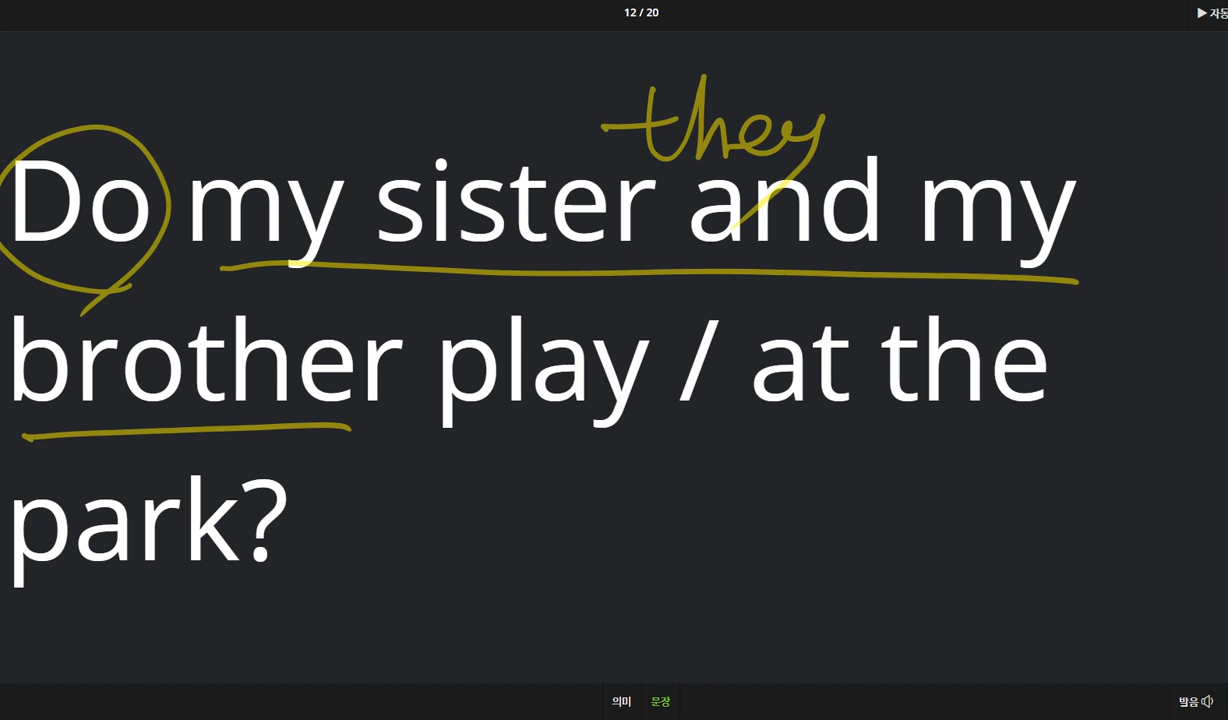 12 / 20
▶ 자동
they
Do my sister and my
brother play / at the
park?
의미 문장
발음